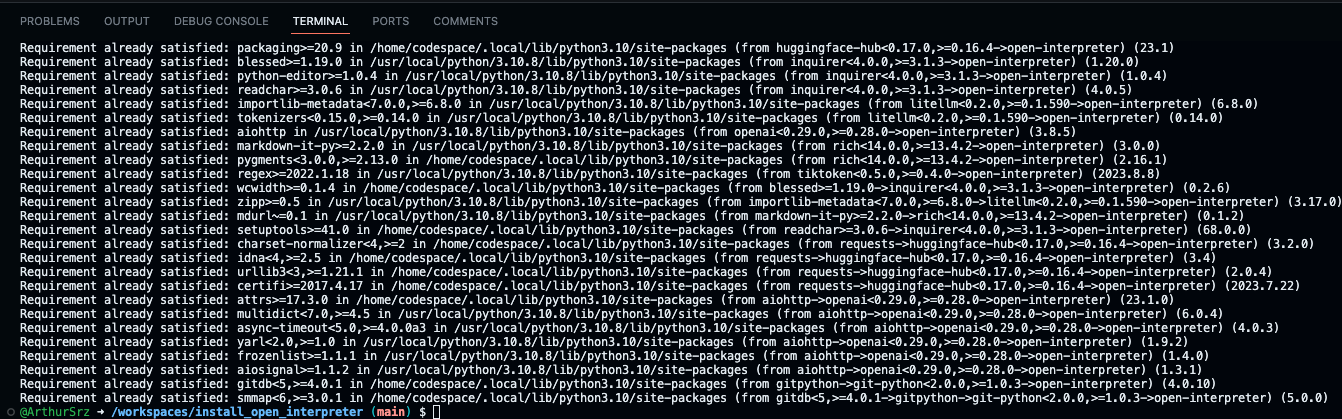 PROBLEMS OUTPUT DEBUG CONSOLE TERMINAL PORTS COMMENTS
Requirement already satisfied: packaging>=20.9 in /home/codespace/.local/lib/python3.10/site-packages (from huggingface-hub<0.17.0,>=0.16.4->open-interpreter) (23.1)
Requirement already satisfied: blessed>=1.19.0 in /usr/local/python/3.10.8/lib/python3.10/site-packages (from inquirer<4.0.0,>=3.1.3->open-interpreter) (1.20.0)
Requirement already satisfied: python-editor>=1.0.4 in /usr/local/python/3.10.8/lib/python3.10/site-packages (from inquirer<4.0.0,>=3.1.3->open-interpreter) (1.0.4)
Requirement already satisfied: readchar>=3.0.6 in /usr/local/python/3.10.8/lib/python3.10/site-packages (from inquirer<4.0.0,>=3.1.3->open-interpreter) (4.0.5)
Requirement already satisfied: importlib-metadata<7.0.0,>=6.8.0 in /usr/local/python/3.10.8/lib/python3.10/site-packages (from litellm<0.2.0,>=0.1.590->open-interpreter) (6.8.0)
Requirement already satisfied: tokenizers<0.15.0,>=0.14.0 in /usr/local/python/3.10.8/lib/python3.10/site-packages (from litellm<0.2.0,>=0.1.590->open-interpreter) (0.14.0)
Requirement already satisfied: aiohttp in /usr/local/python/3.10.8/lib/python3.10/site-packages (from openai<0.29.0,>=0.28.0->open-interpreter) (3.8.5)
Requirement already satisfied: markdown-it-py>=2.2.0 in /usr/local/python/3.10.8/lib/python3.10/site-packages (from rich<14.0.0,>=13.4.2->open-interpreter) (3.0.0)
Requirement already satisfied: pygments<3.0.0,>=2.13.0 in /home/codespace/.local/lib/python3.10/site-packages (from rich<14.0.0,>=13.4.2->open-interpreter) (2.16.1)
Requirement already satisfied: regex>=2022.1.18 in /usr/local/python/3.10.8/lib/python3.10/site-packages (from tiktoken<0.5.0,>=0.4.0->open-interpreter) (2023.8.8)
Requirement already satisfied: wcwidth>=0.1.4 in /home/codespace/.local/lib/python3.10/site-packages (from blessed>=1.19.0->inquirer<4.0.0,>=3.1.3->open-interpreter) (0.2.6)
Requirement already satisfied: zipp>=0.5 in /usr/local/python/3.10.8/lib/python3.10/site-packages (from importlib-metadata<7.0.0,>=6.8.0->litellm<0.2.0,>=0.1.590->open-interpreter) (3.17.0)
Requirement already satisfied: mdurl~=0.1 in /usr/local/python/3.10.8/lib/python3.10/site-packages (from markdown-it-py>=2.2.0->rich<14.0.0,>=13.4.2->open-interpreter) (0.1.2)
Requirement already satisfied: setuptools>=41.0 in /home/codespace/.local/lib/python3.10/site-packages (from readchar>=3.0.6->inquirer<4.0.0,>=3.1.3->open-interpreter) (68.0.0)
Requirement already satisfied: charset-normalizer<4,>=2 in /home/codespace/.local/lib/python3.10/site-packages (from requests->huggingface-hub<0.17.0,>=0.16.4->open-interpreter) (3.2.0)
Requirement already satisfied: idna<4,>=2.5 in /home/codespace/.local/lib/python3.10/site-packages (from requests->huggingface-hub<0.17.0,>=0.16.4->open-interpreter) (3.4)
Requirement already satisfied: urllib3<3,>=1.21.1 in /home/codespace/.local/lib/python3.10/site-packages (from requests->huggingface-hub<0.17.0,>=0.16.4->open-interpreter) (2.0.4)
Requirement already satisfied: certifi>=2017.4.17 in /home/codespace/.local/lib/python3.10/site-packages (from requests->huggingface-hub<0.17.0,>=0.16.4->open-interpreter) (2023.7.22)
Requirement already satisfied: attrs>=17.3.0 in /home/codespace/.local/lib/python3.10/site-packages (from aiohttp->openai<0.29.0,>=0.28.0->open-interpreter) (23.1.0)
Requirement already satisfied: multidict<7.0,>=4.5 in /usr/local/python/3.10.8/lib/python3.10/site-packages (from aiohttp->openai<0.29.0,>=0.28.0->open-interpreter) (6.0.4)
Requirement already satisfied: async-timeout<5.0,>=4.0.0a3 in /usr/local/python/3.10.8/lib/python3.10/site-packages (from aiohttp->openai<0.29.0,>=0.28.0->open-interpreter) (4.0.3)
Requirement already satisfied: yarl<2.0,>=1.0 in /usr/local/python/3.10.8/lib/python3.10/site-packages (from aiohttp->openai<0.29.0,>=0.28.0->open-interpreter) (1.9.2)
Requirement already satisfied: frozenlist>=1.1.1 in /usr/local/python/3.10.8/lib/python3.10/site-packages (from aiohttp->openai<0.29.0,>=0.28.0->open-interpreter) (1.4.0)
Requirement already satisfied: aiosignal>=1.1.2 in /usr/local/python/3.10.8/lib/python3.10/site-packages (from aiohttp->openai<0.29.0,>=0.28.0->open-interpreter) (1.3.1)
Requirement already satisfied: gitdb<5,>=4.0.1 in /home/codespace/.local/lib/python3.10/site-packages (from gitpython->git-python<2.0.0,>=1.0.3->open-interpreter) (4.0.10)
Requirement already satisfied: smmap<6,>=3.0.1 in /home/codespace/.local/lib/python3.10/site-packages (from gitdb<5,>=4.0.1->gitpython->git-python<2.0.0,>=1.0.3->open-interpreter) (5.0.0)
@ArthurSrz ➜ /workspaces/install_open_interpreter (main) $